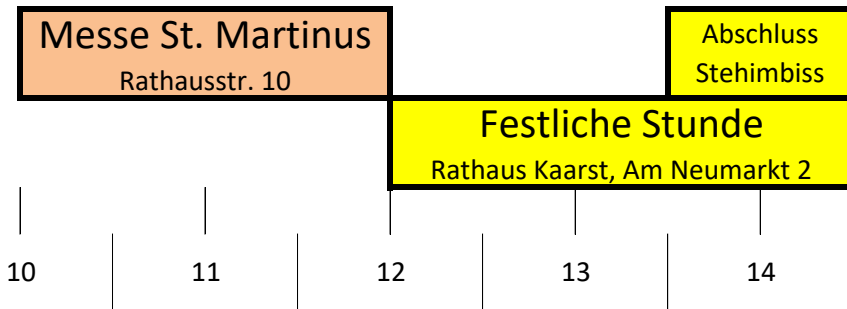 Messe St. Martinus
Rathausstr. 10
Abschluss
Stehimbiss
Festliche Stunde
Rathaus Kaarst, Am Neumarkt 2
10 11 12 13 14